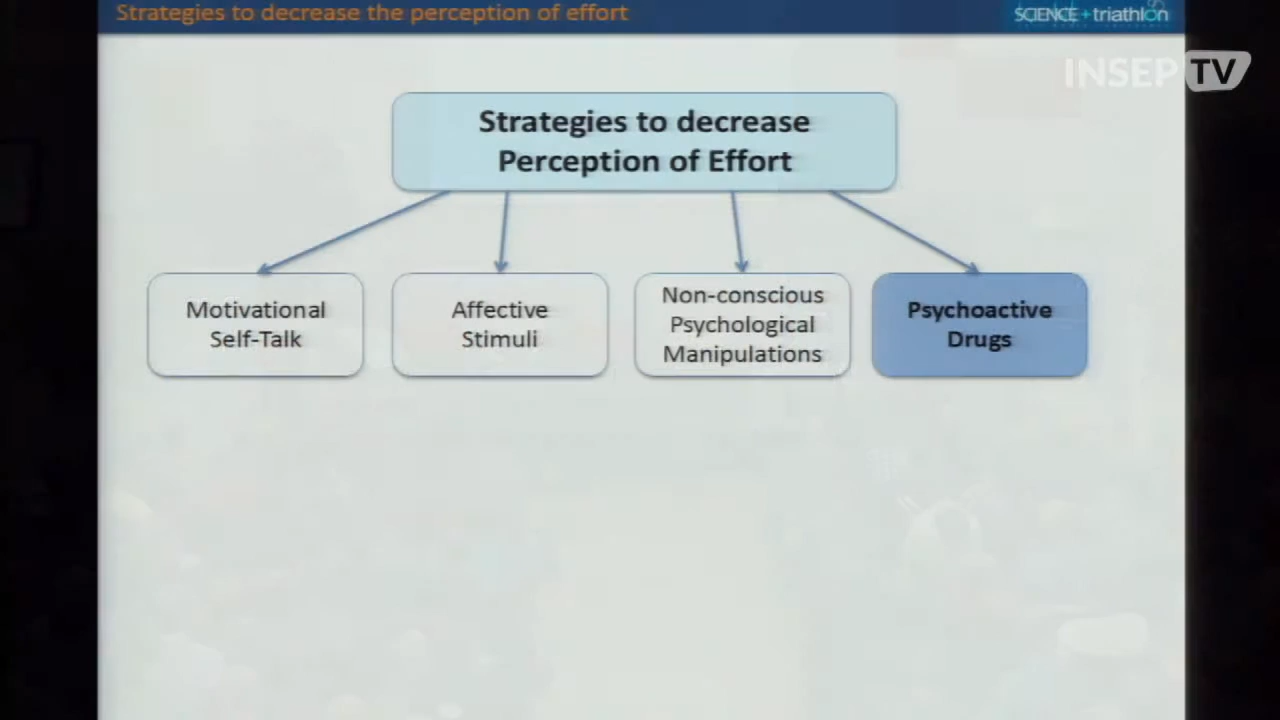 Strategies to decrease the perception of effort
SCIENCE+triathlon
INSEP TV
Strategies to decrease
Perception of Effort
Motivational
Self-Talk
Affective
Stimuli
Non-conscious
Psychological
Manipulations
Psychoactive
Drugs